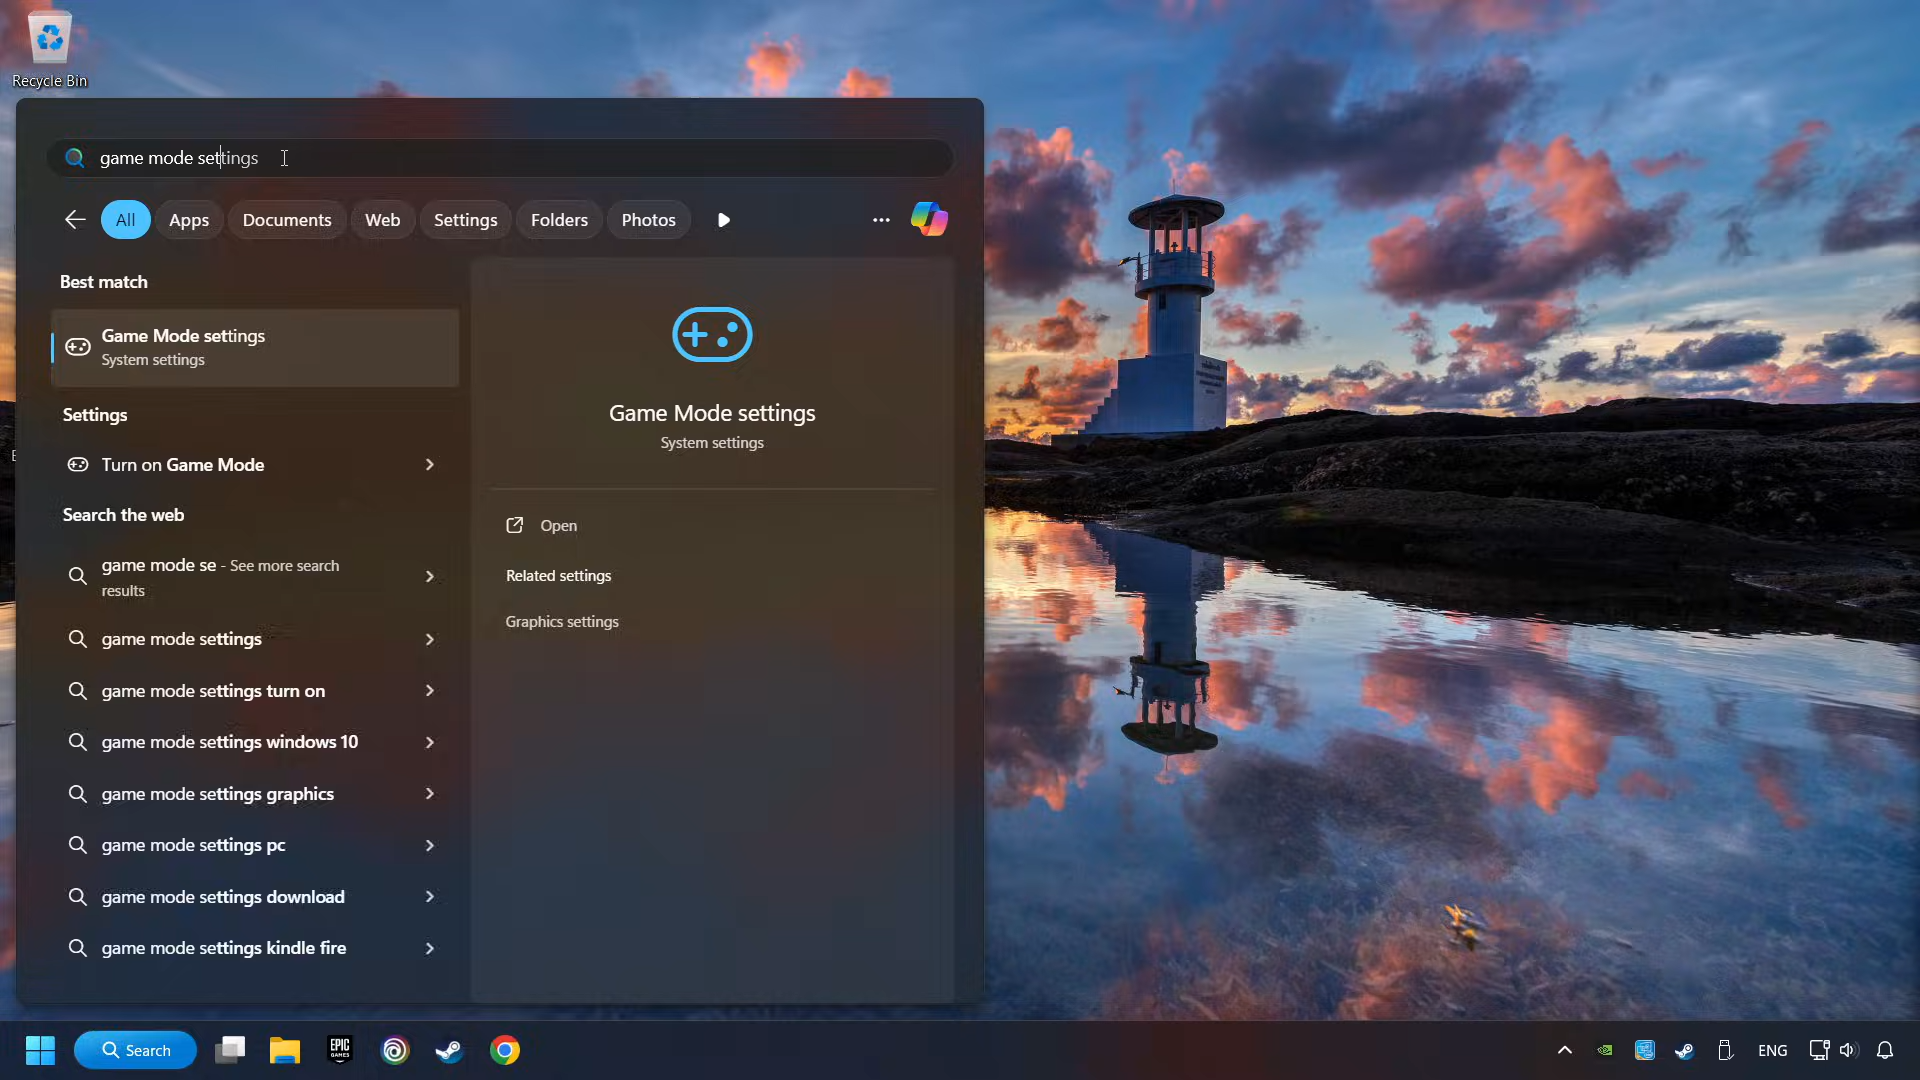 Recycle Bin
game mode settings
All
Apps
Documents
Web
Settings
Folders
Photos
Best match
Game Mode settings
System settings
Settings
Turn on Game Mode
Search the web
game mode se - See more search
results
game mode settings
game mode settings turn on
game mode settings windows 10
game mode settings graphics
game mode settings pc
game mode settings download
game mode settings kindle fire
Game Mode settings
System settings
Open
Related settings
Graphics settings
Search
EPIC
GAMES
ENG